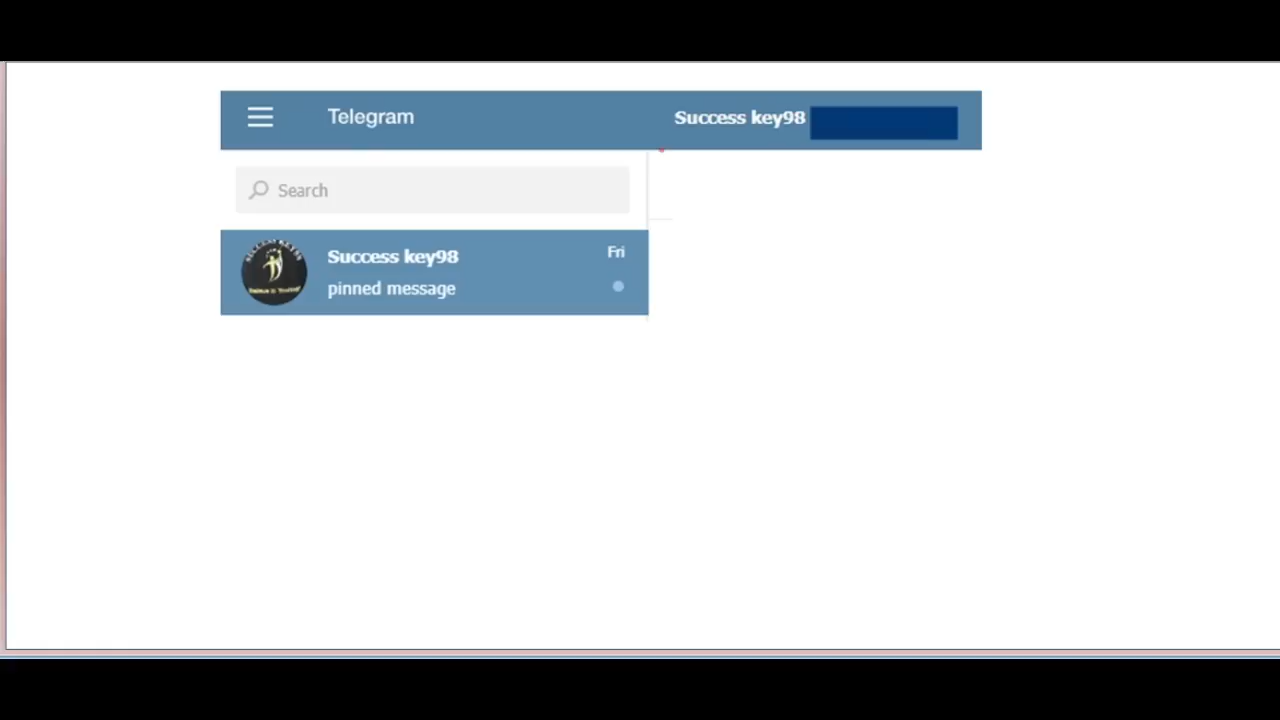 Telegram
Success key98
Search
Success key98
Fri
pinned message